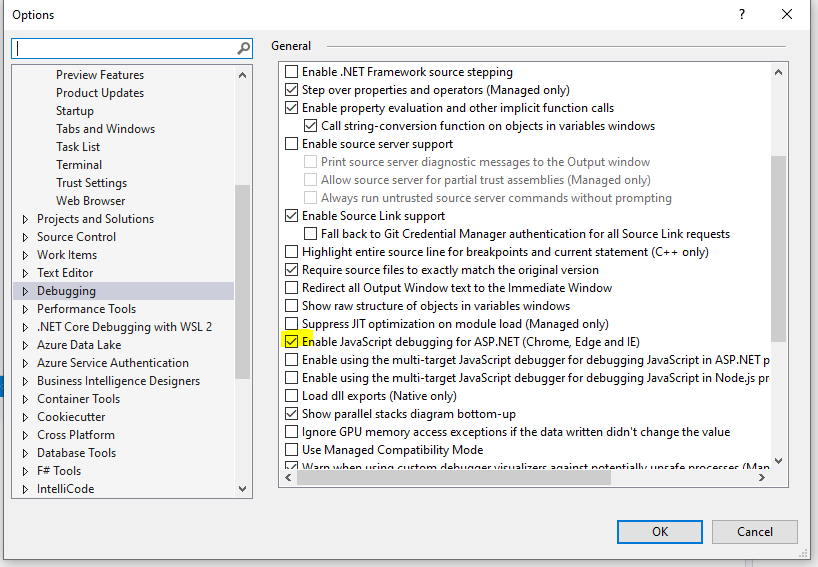 Options
?
General
Preview Features
Product Updates
Startup
Tabs and Windows
Task List
Terminal
Trust Settings
Web Browser
Projects and Solutions
Source Control
Work Items
Text Editor
Debugging
Performance Tools
.NET Core Debugging with WSL 2
Azure Data Lake
Azure Service Authentication
Business Intelligence Designers
Container Tools
Cookiecutter
Cross Platform
Database Tools
F# Tools
IntelliCode
Enable .NET Framework source stepping
Step over properties and operators (Managed only)
Enable property evaluation and other implicit function calls
Call string-conversion function on objects in variables windows
Enable source server support
Print source server diagnostic messages to the Output window
Allow source server for partial trust assemblies (Managed only)
Always run untrusted source server commands without prompting
Enable Source Link support
Fall back to Git Credential Manager authentication for all Source Link requests
Highlight entire source line for breakpoints and current statement (C++ only)
Require source files to exactly match the original version
Redirect all Output Window text to the Immediate Window
Show raw structure of objects in variables windows
Suppress JIT optimization on module load (Managed only)
Enable JavaScript debugging for ASP.NET (Chrome, Edge and IE)
Enable using the multi-target JavaScript debugger for debugging JavaScript in ASP.NET p
Enable using the multi-target JavaScript debugger for debugging JavaScript in Node.js pr
Load dll exports (Native only)
Show parallel stacks diagram bottom-up
Ignore GPU memory access exceptions if the data written didn't change the value
Use Managed Compatibility Mode
Warn when using custom debugger visualizers against potentially unsafe processes (Man
OK
Cancel